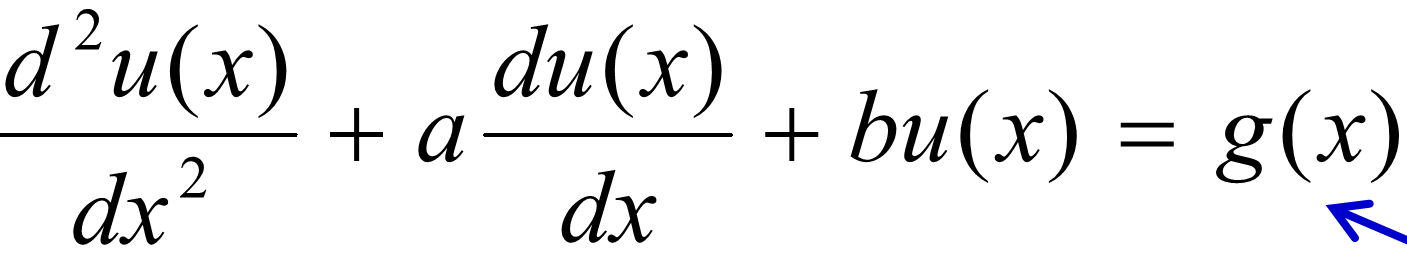 d²u(x)/dx² + a du(x)/dx + bu(x) = g(x)